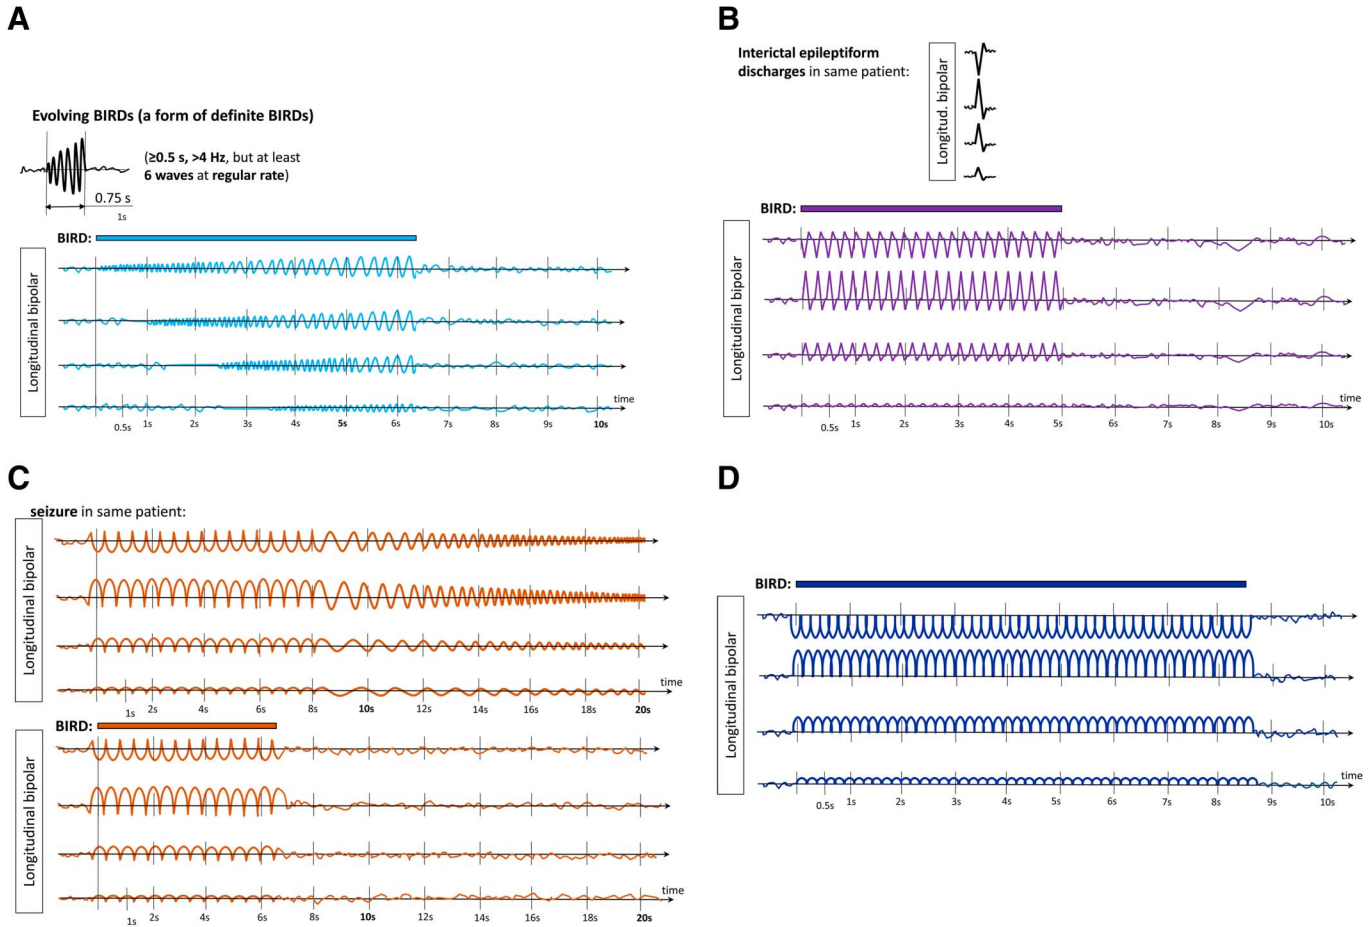 A
Evolving BIRDs (a form of definite BIRDs)
(≥0.5 s, >4 Hz, but at least
6 waves at regular rate)
0.75 s
1s
BIRD:
Longitudinal bipolar
time
0.5s 1s 2s 3s 4s 5s 6s 7s 8s 9s 10s
B
Interictal epileptiform
discharges in same patient:
Longitud. bipolar
BIRD:
Longitudinal bipolar
time
0.5s 1s 2s 3s 4s 5s 6s 7s 8s 9s 10s
C
seizure in same patient:
Longitudinal bipolar
time
1s 2s 4s 6s 8s 10s 12s 14s 16s 18s 20s
BIRD:
Longitudinal bipolar
time
1s 2s 4s 6s 8s 10s 12s 14s 16s 18s 20s
D
BIRD:
Longitudinal bipolar
time
0.5s 1s 2s 3s 4s 5s 6s 7s 8s 9s 10s